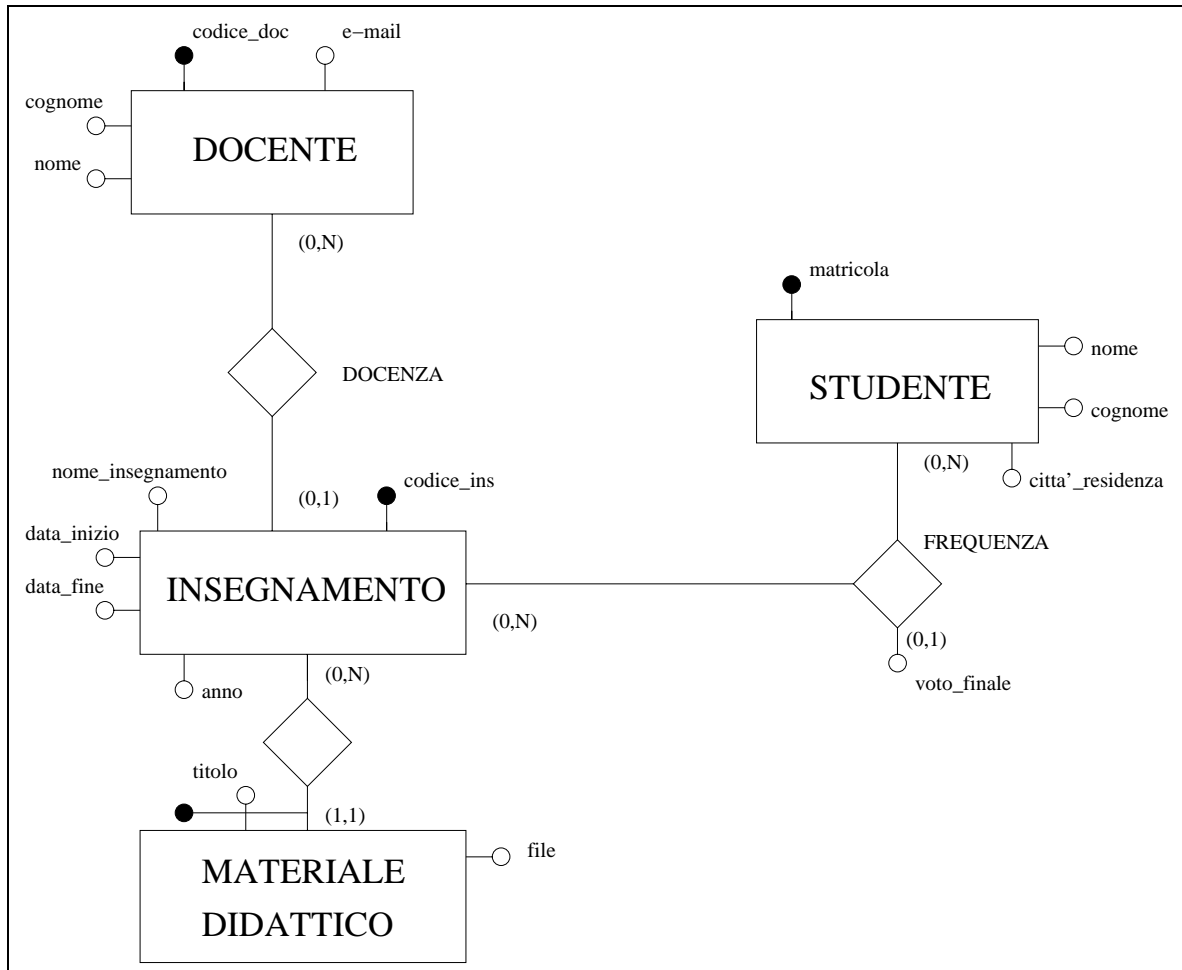 codice_doc
e−mail
cognome
DOCENTE
nome
(0,N)
matricola
nome
DOCENZA
STUDENTE
cognome
nome_insegnamento
codice_ins
(0,N)
citta'_residenza
(0,1)
data_inizio
FREQUENZA
data_fine
INSEGNAMENTO
(0,N)
(0,1)
(0,N)
anno
voto_finale
titolo
(1,1)
file
MATERIALE
DIDATTICO